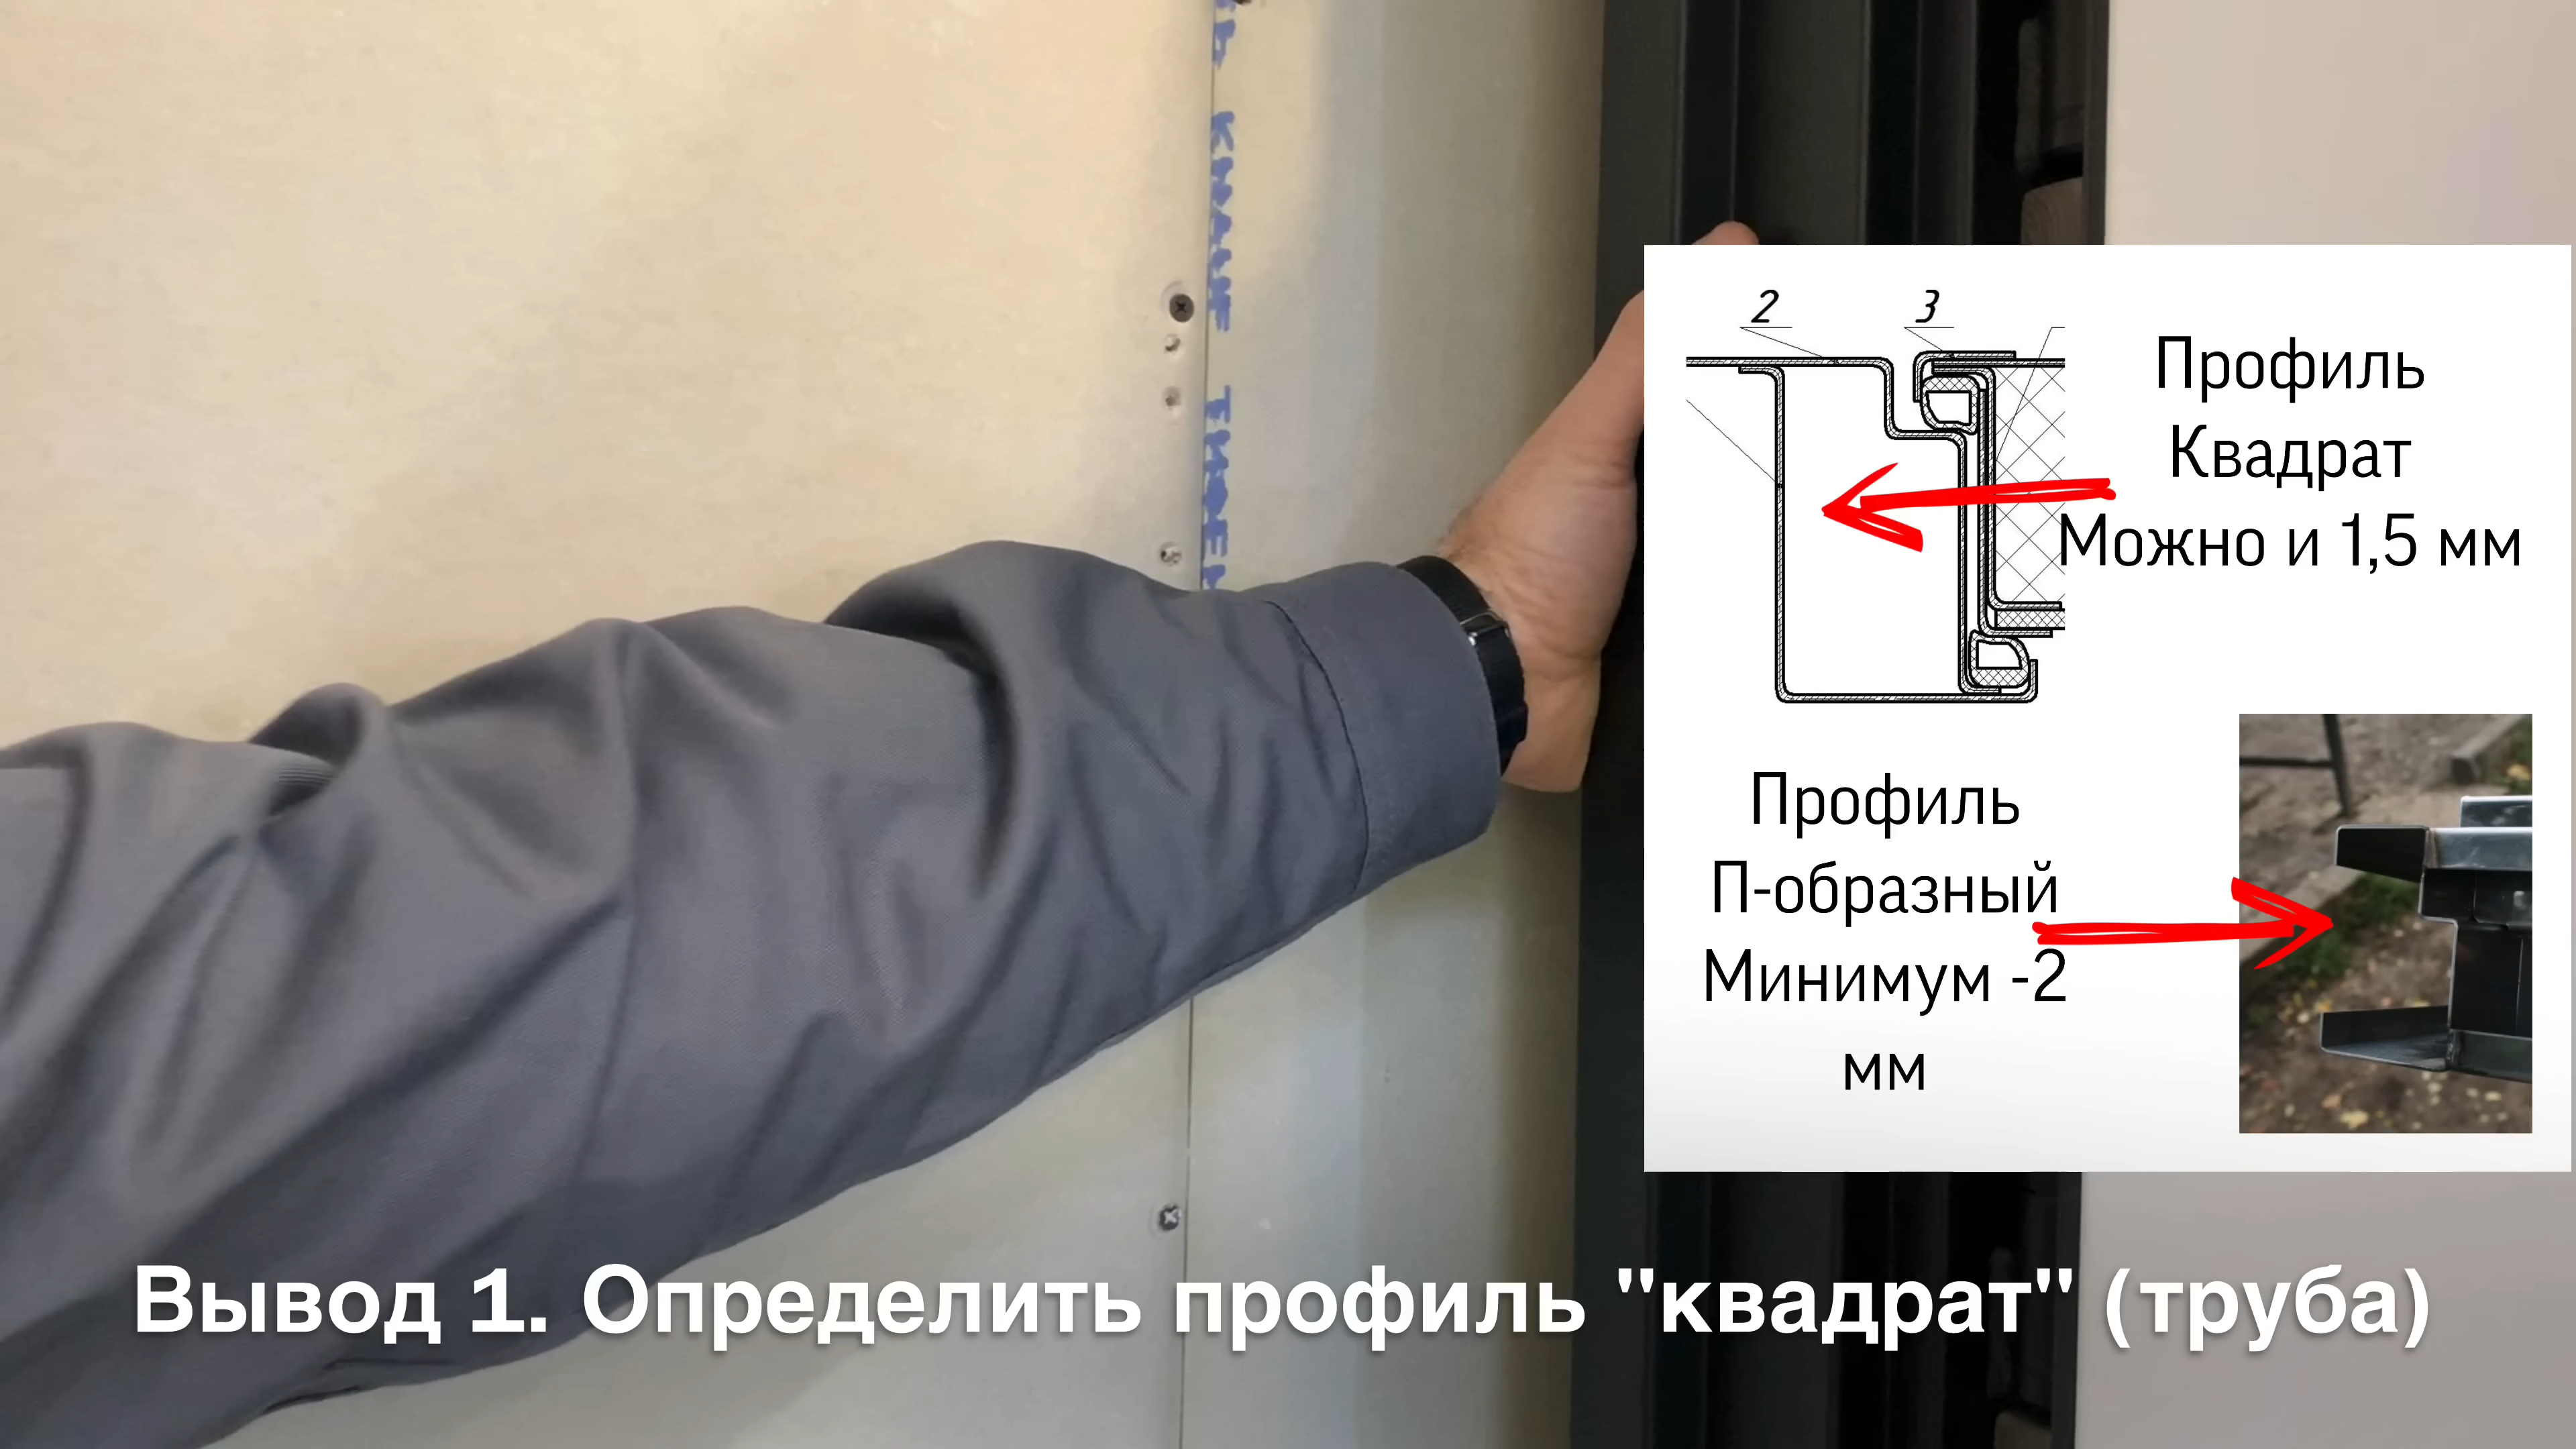 КНАУФ
2
3
Профиль
Квадрат
Можно и 1,5 мм
Профиль
П-образный
Минимум -2
мм
Вывод 1. Определить профиль "квадрат" (труба)